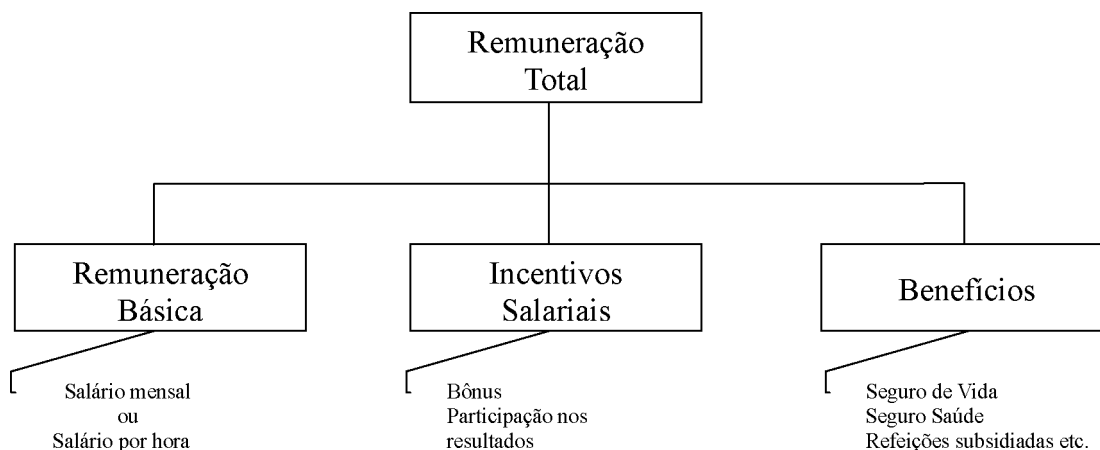 Remuneração
Total
Remuneração
Básica
Incentivos
Salariais
Benefícios
Salário mensal
ou
Salário por hora
Bônus
Participação nos
resultados
Seguro de Vida
Seguro Saúde
Refeições subsidiadas etc.